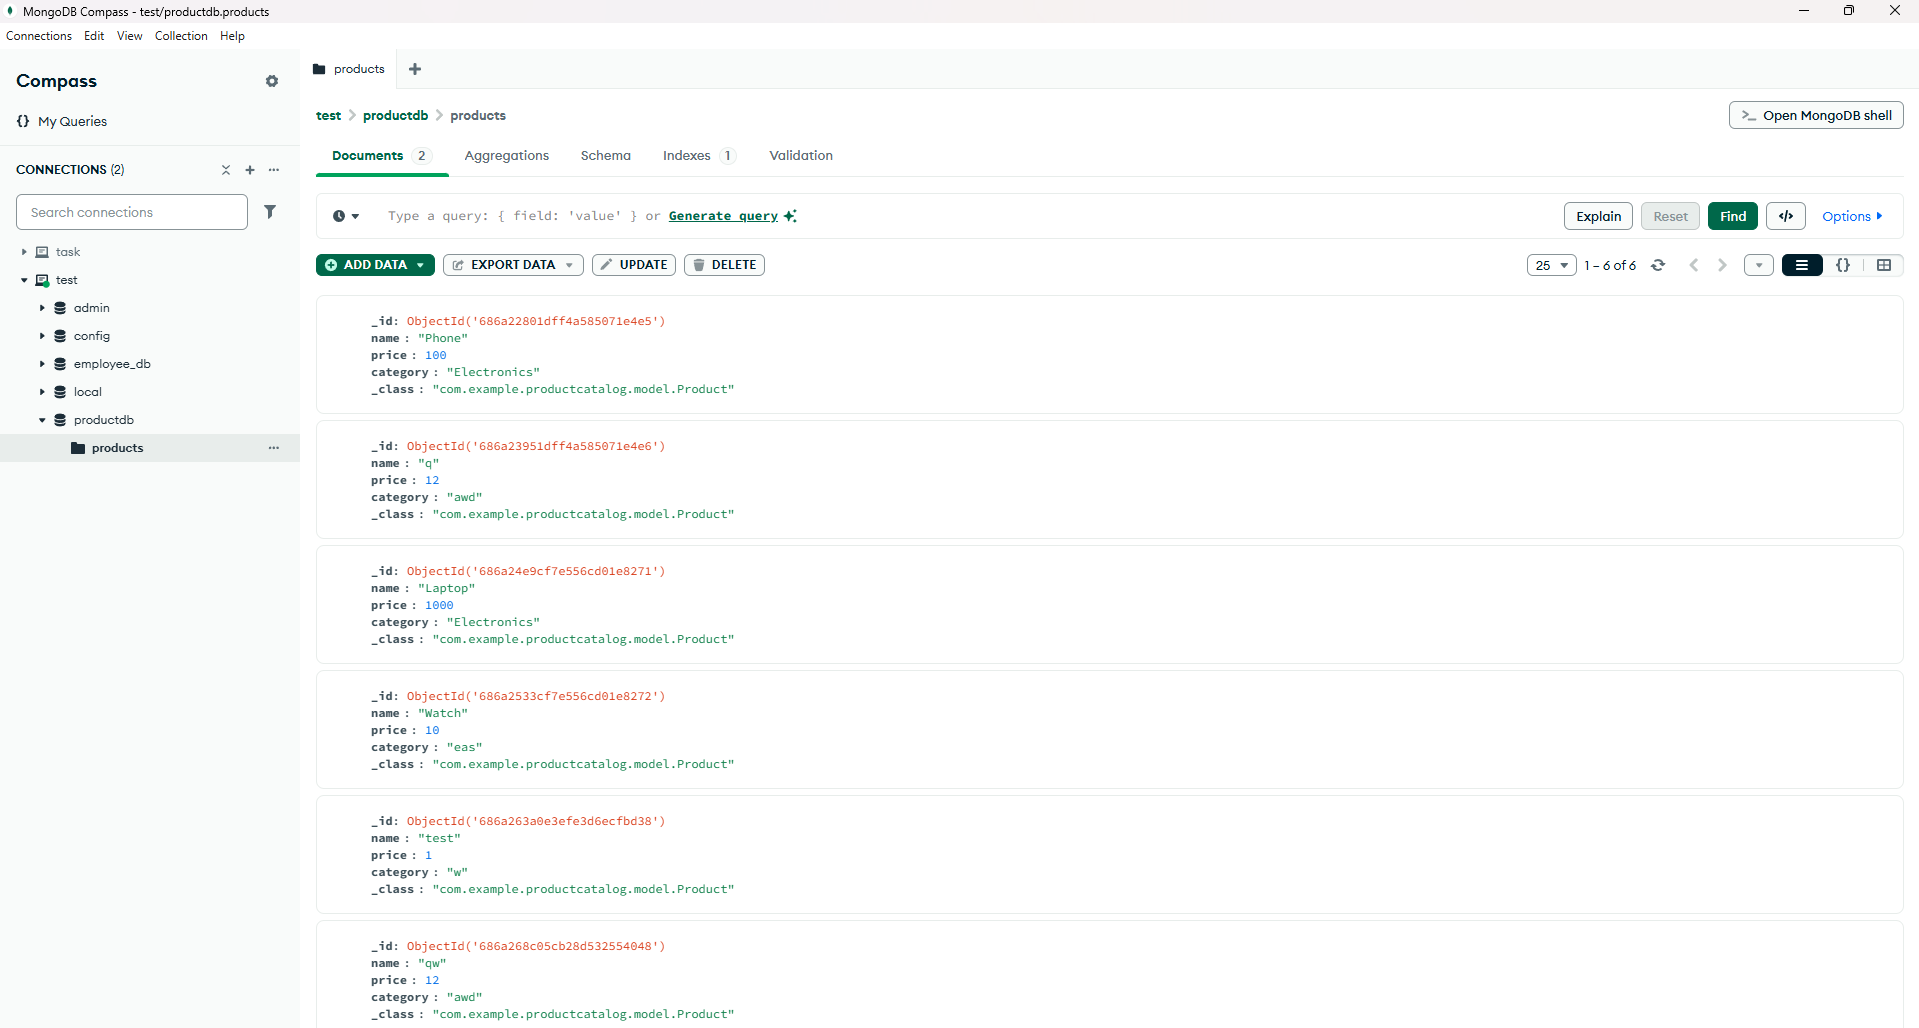 MongoDB Compass - test/productdb.products
Connections Edit View Collection Help
Compass
{} My Queries
CONNECTIONS (2)
Search connections
task
test
admin
config
employee_db
local
productdb
products
products
test > productdb > products
>_ Open MongoDB shell
Documents 2 Aggregations Schema Indexes 1 Validation
Type a query: { field: 'value' } or Generate query
Explain Reset Find </> Options
ADD DATA EXPORT DATA UPDATE DELETE
25 1 – 6 of 6 {}
_id: ObjectId('686a22801dff4a585071e4e5')
name : "Phone"
price : 100
category : "Electronics"
_class : "com.example.productcatalog.model.Product"
_id: ObjectId('686a23951dff4a585071e4e6')
name : "q"
price : 12
category : "awd"
_class : "com.example.productcatalog.model.Product"
_id: ObjectId('686a24e9cf7e556cd01e8271')
name : "Laptop"
price : 1000
category : "Electronics"
_class : "com.example.productcatalog.model.Product"
_id: ObjectId('686a2533cf7e556cd01e8272')
name : "Watch"
price : 10
category : "eas"
_class : "com.example.productcatalog.model.Product"
_id: ObjectId('686a263a0e3efe3d6ecfbd38')
name : "test"
price : 1
category : "w"
_class : "com.example.productcatalog.model.Product"
_id: ObjectId('686a268c05cb28d532554048')
name : "qw"
price : 12
category : "awd"
_class : "com.example.productcatalog.model.Product"